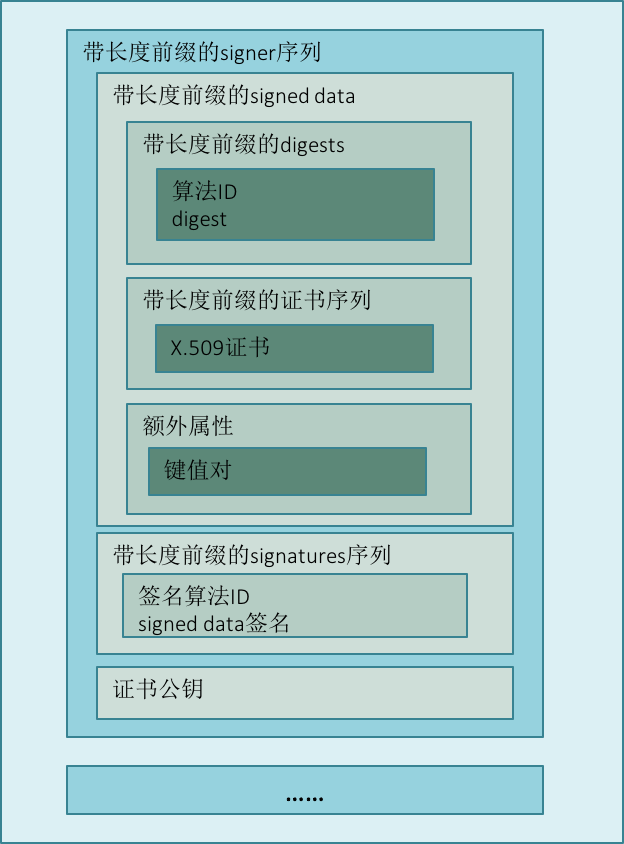 带长度前缀的signer序列
带长度前缀的signed data
带长度前缀的digests
算法ID
digest
带长度前缀的证书序列
X.509证书
额外属性
键值对
带长度前缀的signatures序列
签名算法ID
signed data签名
证书公钥
……